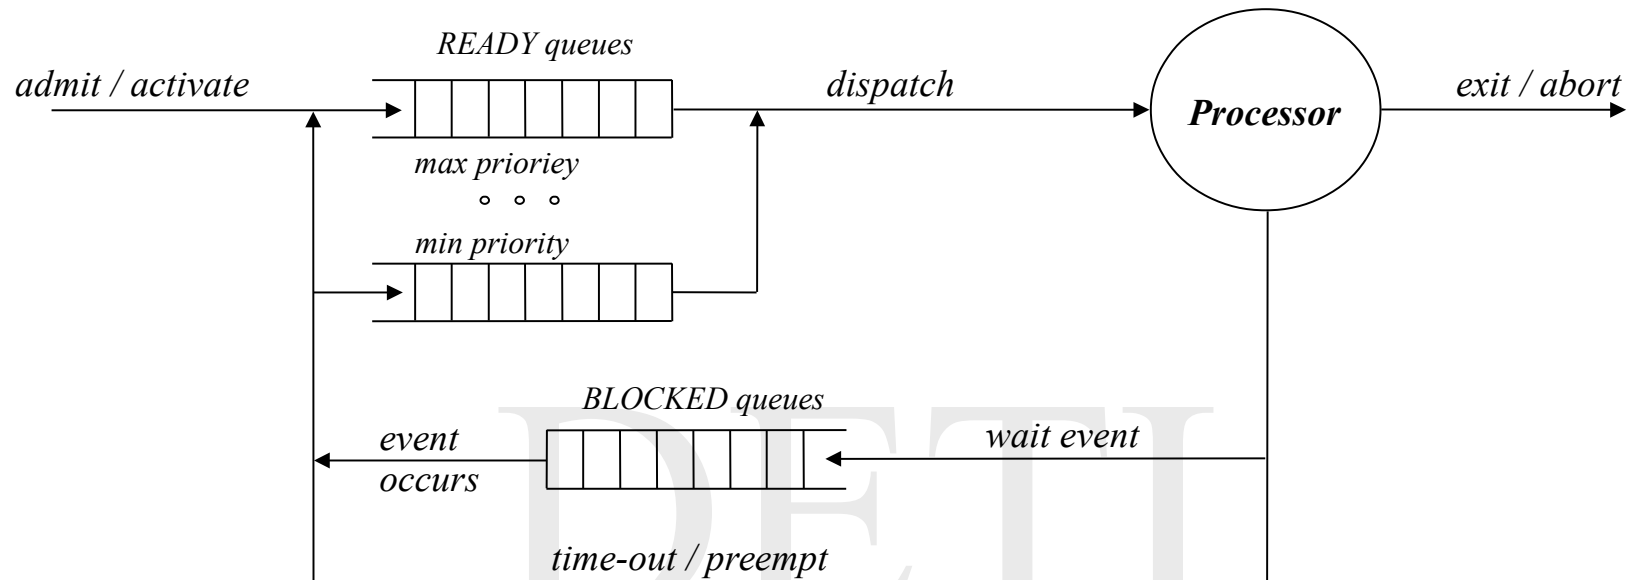 READY queues
admit / activate
dispatch
Processor
exit / abort
max prioriey
min priority
BLOCKED queues
event
occurs
wait event
time-out / preempt
DETI